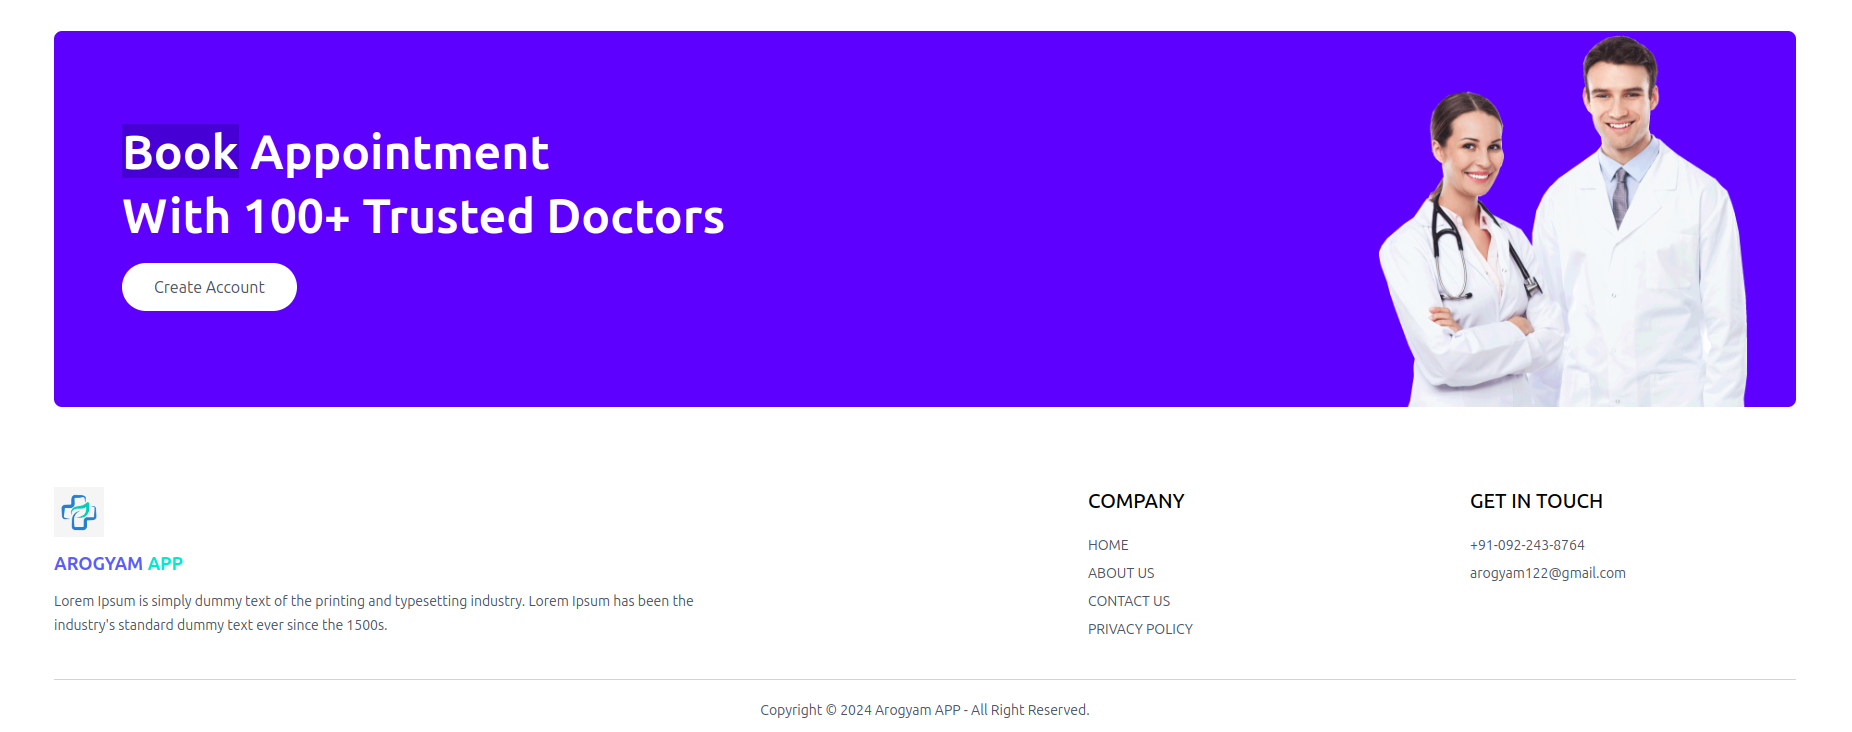 Book Appointment
With 100+ Trusted Doctors
Create Account
AROGYAM APP
Lorem Ipsum is simply dummy text of the printing and typesetting industry. Lorem Ipsum has been the
industry's standard dummy text ever since the 1500s.
COMPANY
HOME
ABOUT US
CONTACT US
PRIVACY POLICY
GET IN TOUCH
+91-092-243-8764
arogyam122@gmail.com
Copyright © 2024 Arogyam APP - All Right Reserved.